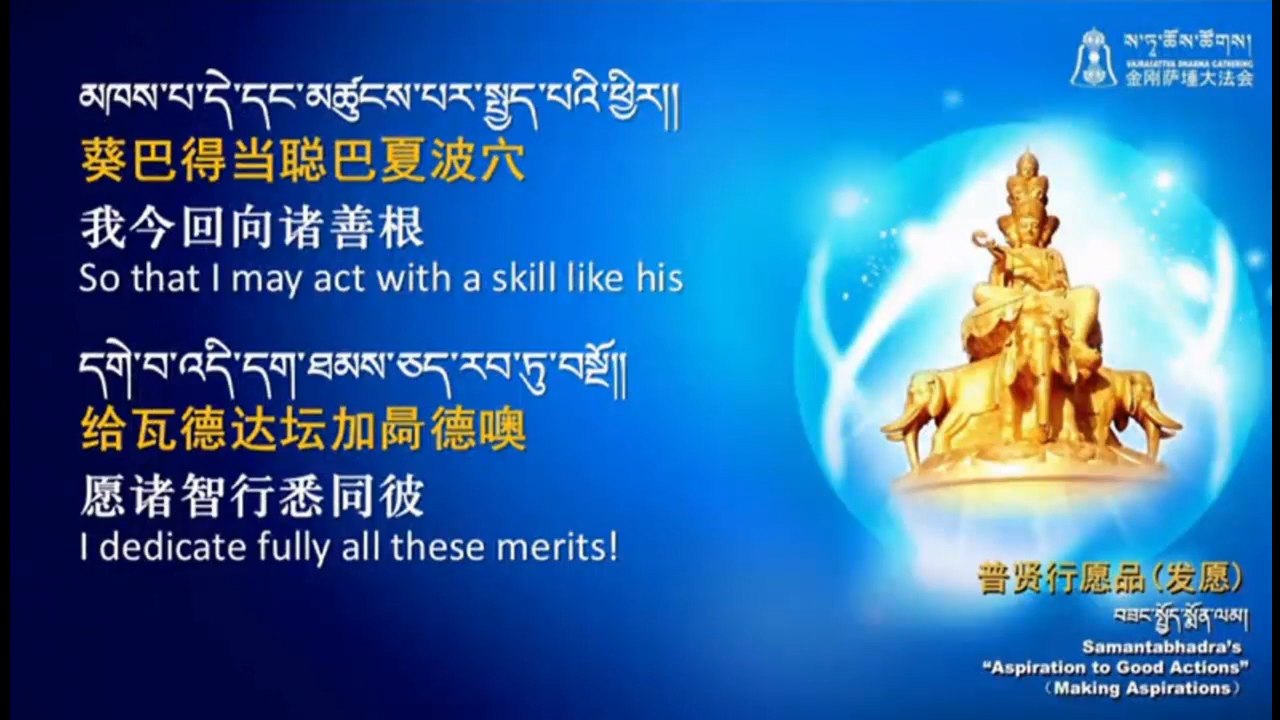 མཁས་པ་དེ་དང་མཚུངས་པར་སྤྱད་པའི་ཕྱིར།།
葵巴得当聪巴夏波穴
我今回向诸善根
So that I may act with a skill like his
དགེ་བ་འདི་དག་ཐམས་ཅད་རབ་ཏུ་བསྔོ།།
给瓦德达坛加咼德噢
愿诸智行悉同彼
I dedicate fully all these merits!
ས་ཏྭ་ཆོས་ཚོགས།
VAJRASATTVA DHARMA GATHERING
金刚萨埵大法会
普贤行愿品(发愿)
བཟང་སྤྱོད་སྨོན་ལམ།
Samantabhadra's
“Aspiration to Good Actions”
（Making Aspirations）